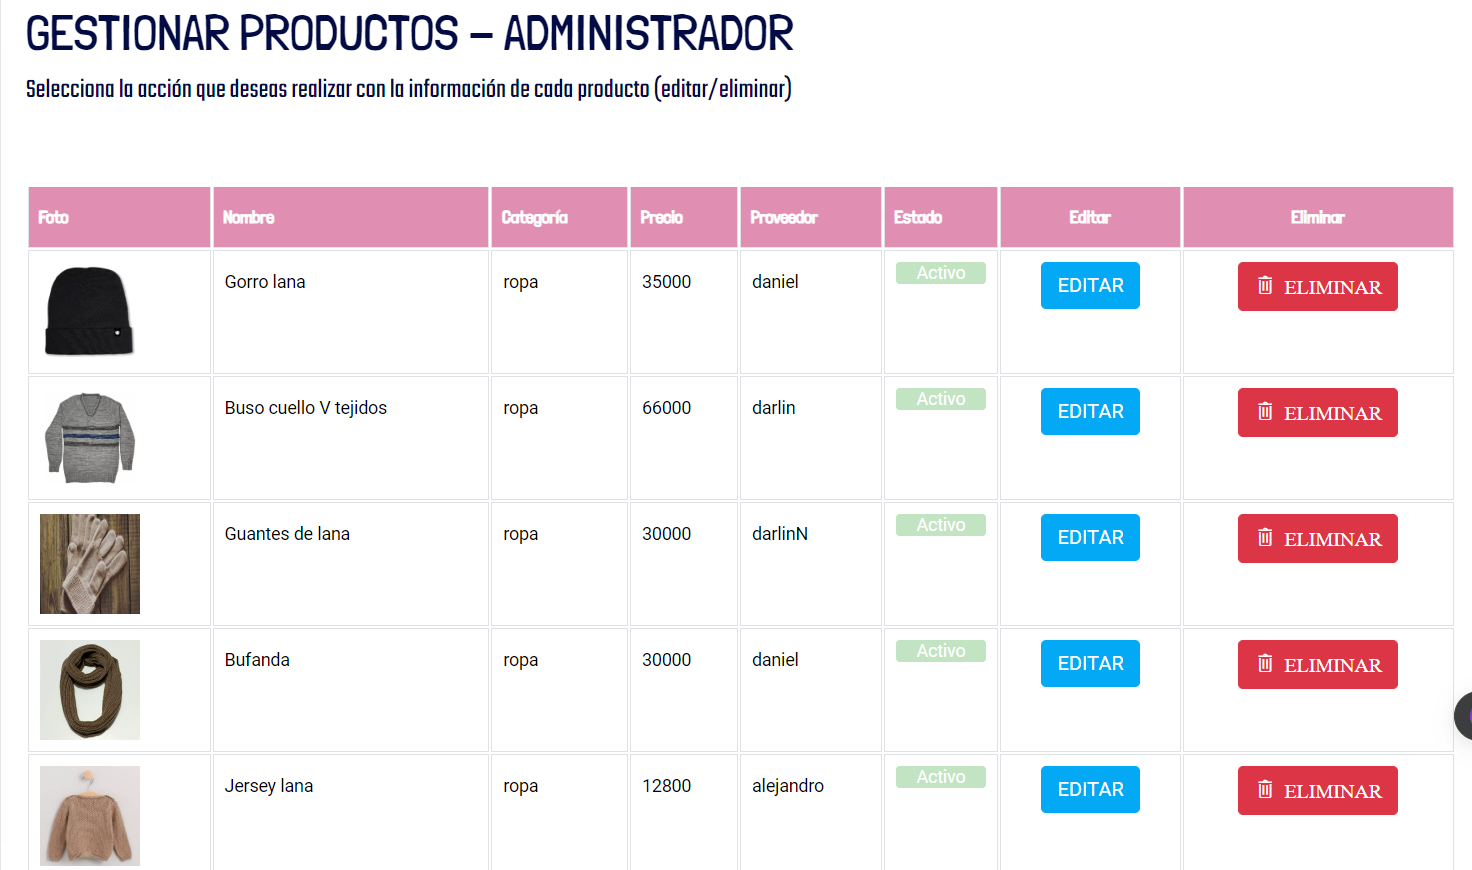 GESTIONAR PRODUCTOS – ADMINISTRADOR
Selecciona la acción que deseas realizar con la información de cada producto (editar/eliminar)
Foto Nombre Categoría Precio Proveedor Estado Editar Eliminar
Gorro lana ropa 35000 daniel Activo EDITAR ELIMINAR
Buso cuello V tejidos ropa 66000 darlin Activo EDITAR ELIMINAR
Guantes de lana ropa 30000 darlinN Activo EDITAR ELIMINAR
Bufanda ropa 30000 daniel Activo EDITAR ELIMINAR
Jersey lana ropa 12800 alejandro Activo EDITAR ELIMINAR